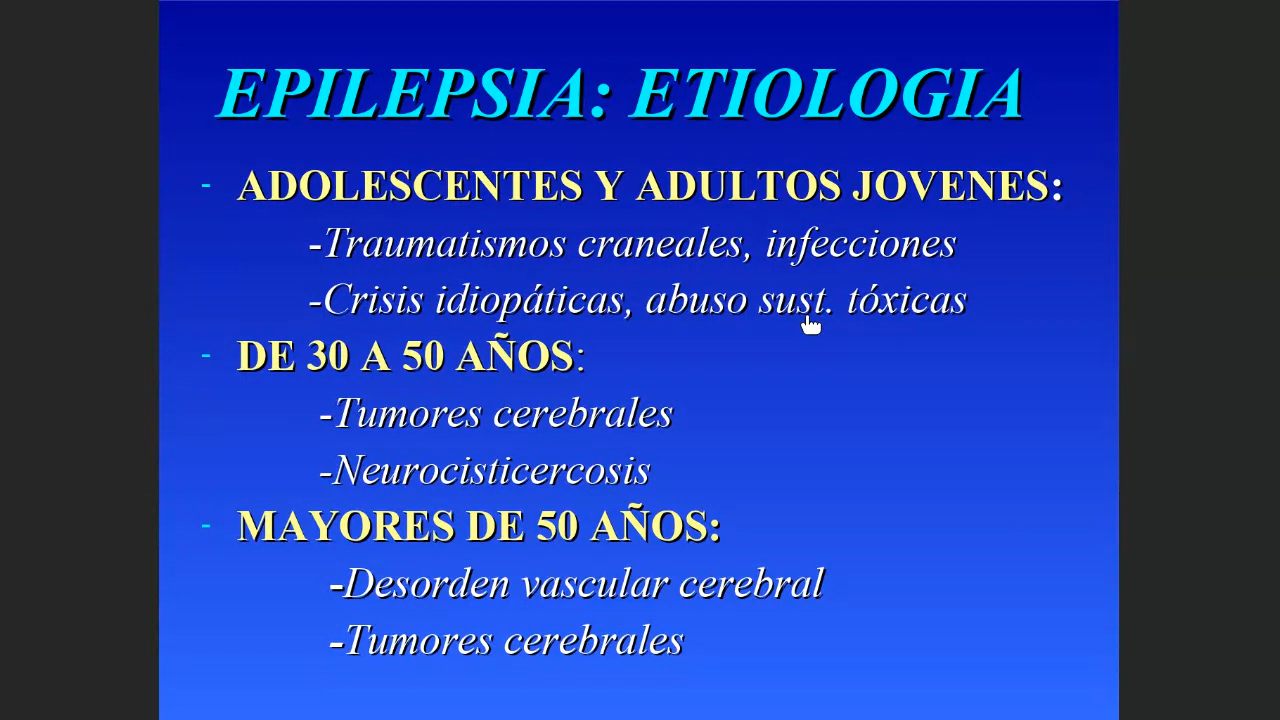 EPILEPSIA: ETIOLOGIA
- ADOLESCENTES Y ADULTOS JOVENES:
-Traumatismos craneales, infecciones
-Crisis idiopáticas, abuso sust. tóxicas
- DE 30 A 50 AÑOS:
-Tumores cerebrales
-Neurocisticercosis
- MAYORES DE 50 AÑOS:
-Desorden vascular cerebral
-Tumores cerebrales